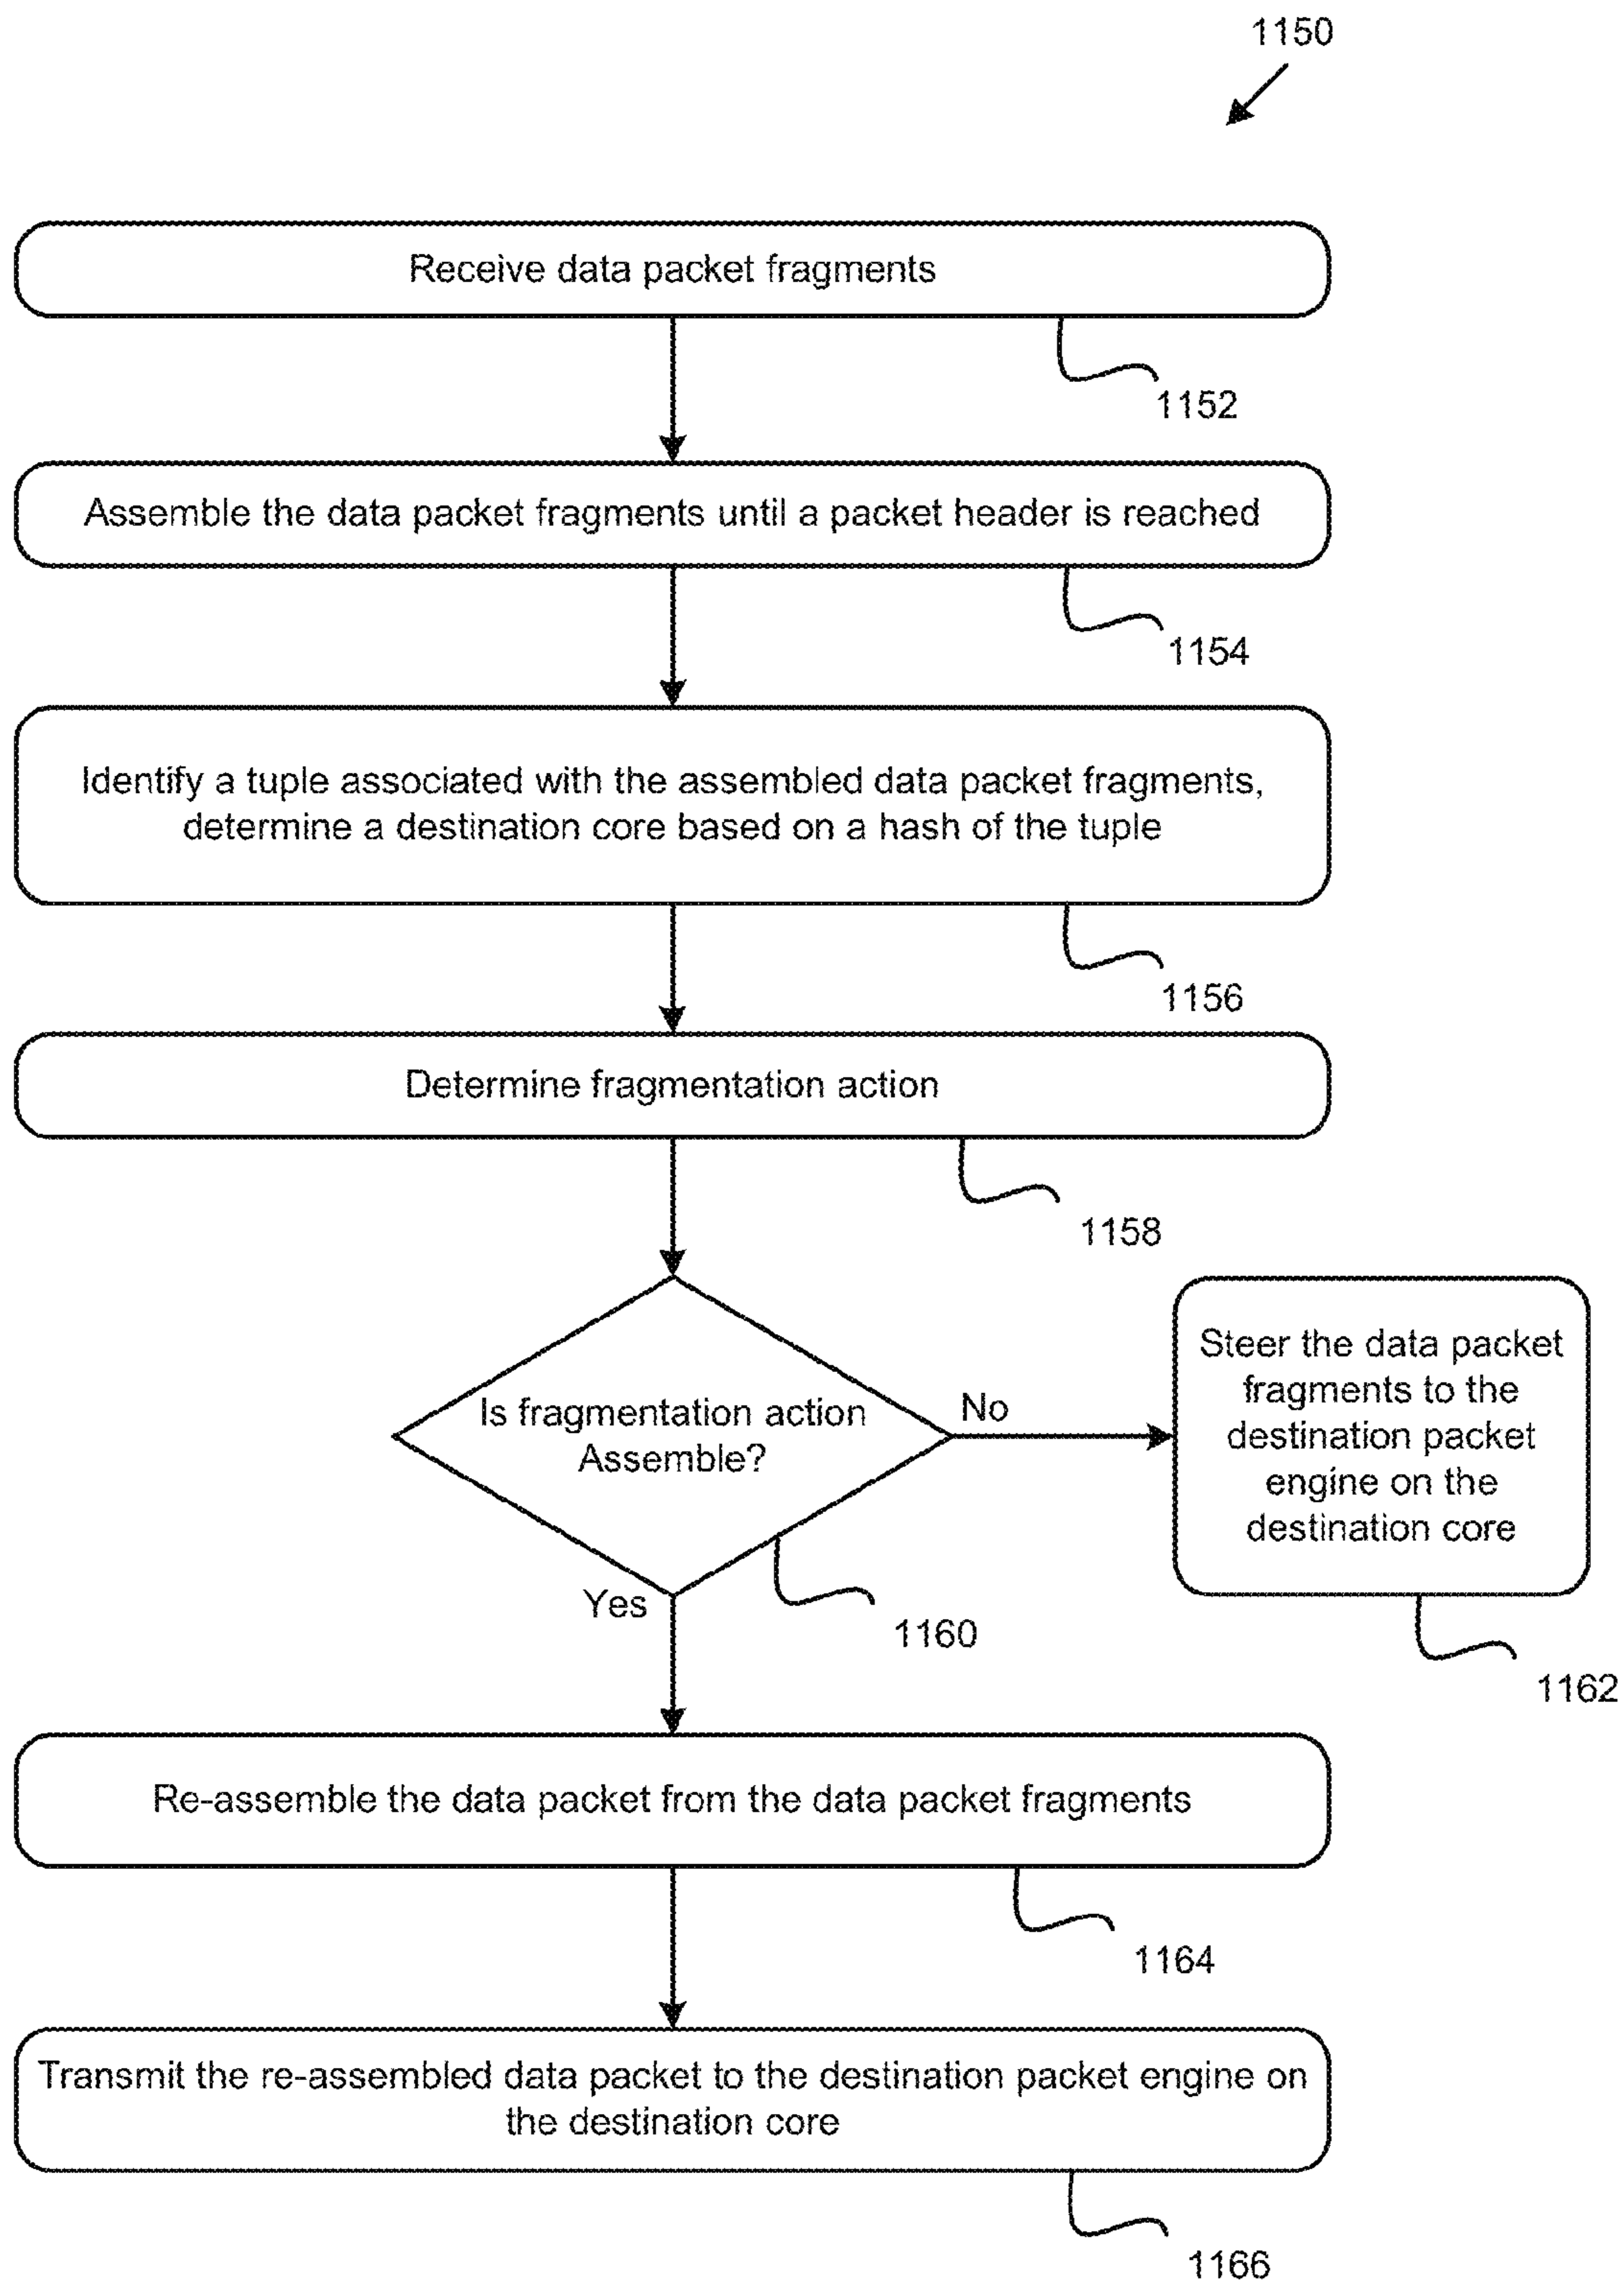 1150
Receive data packet fragments
1152
Assemble the data packet fragments until a packet header is reached
1154
Identify a tuple associated with the assembled data packet fragments,
determine a destination core based on a hash of the tuple
1156
Determine fragmentation action
1158
Is fragmentation action
Assemble?
No
Steer the data packet
fragments to the
destination packet
engine on the
destination core
Yes
1160
1162
Re-assemble the data packet from the data packet fragments
1164
Transmit the re-assembled data packet to the destination packet engine on
the destination core
1166